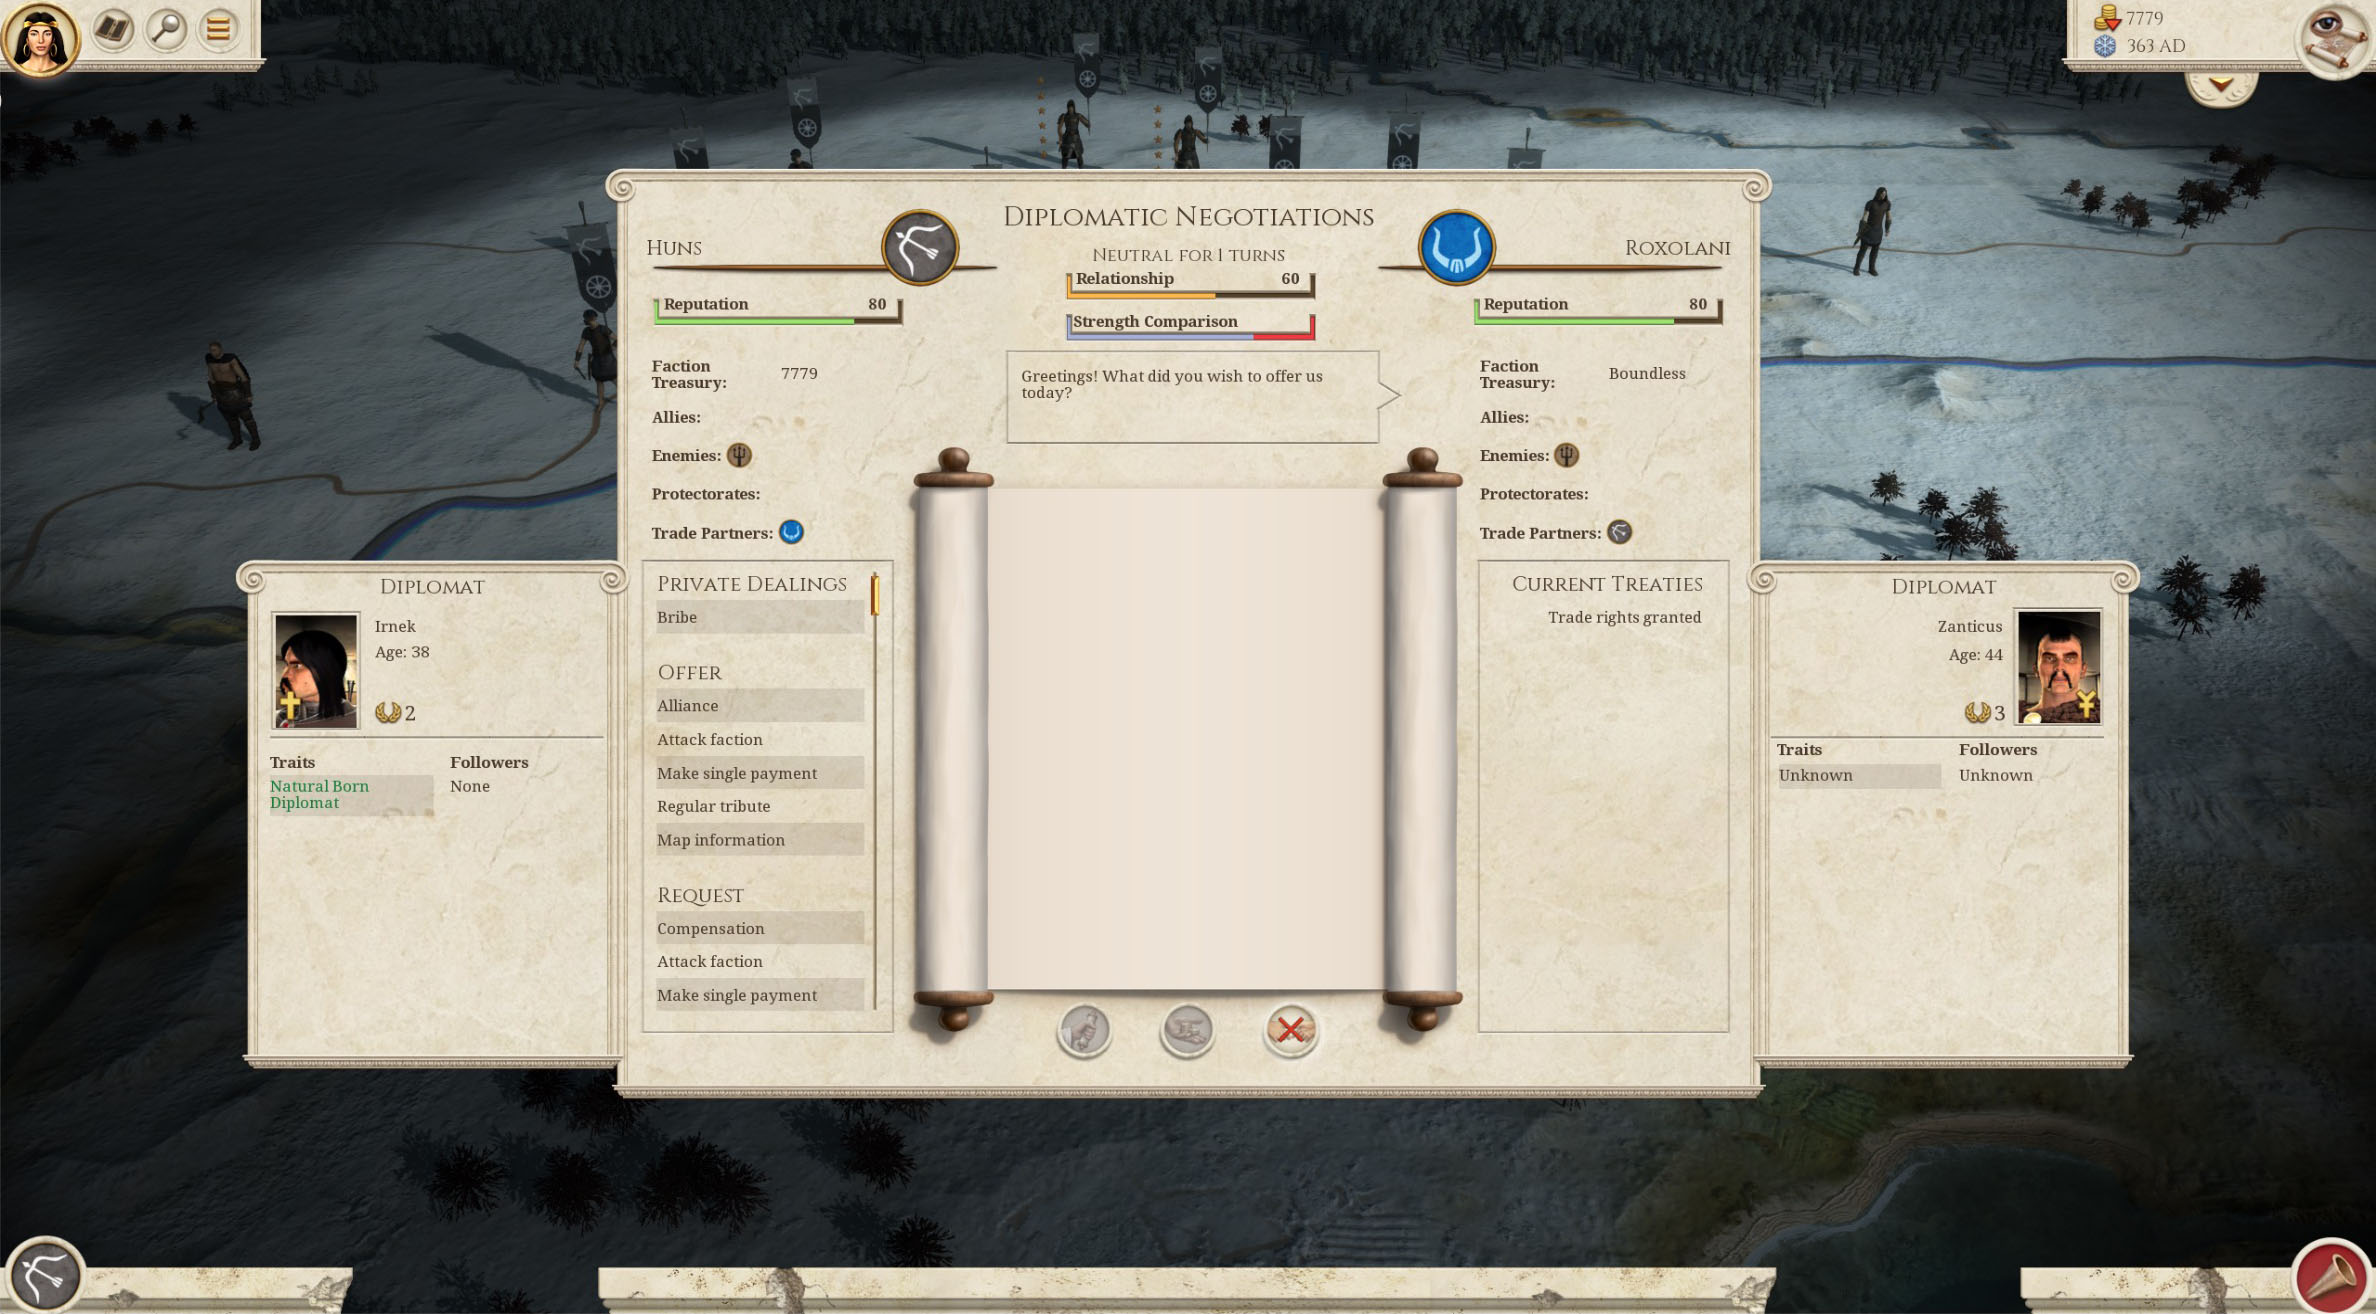 7779
363 AD
DIPLOMATIC NEGOTIATIONS
HUNS
NEUTRAL FOR 1 TURNS
ROXOLANI
Relationship 60
Reputation 80
Strength Comparison
Reputation 80
Faction Treasury: 7779
Allies:
Enemies:
Protectorates:
Trade Partners:
Greetings! What did you wish to offer us
today?
Faction Treasury: Boundless
Allies:
Enemies:
Protectorates:
Trade Partners:
DIPLOMAT
Irnek
Age: 38
2
Traits
Natural Born
Diplomat
Followers
None
PRIVATE DEALINGS
Bribe
OFFER
Alliance
Attack faction
Make single payment
Regular tribute
Map information
REQUEST
Compensation
Attack faction
Make single payment
CURRENT TREATIES
Trade rights granted
DIPLOMAT
Zanticus
Age: 44
3
Traits
Unknown
Followers
Unknown